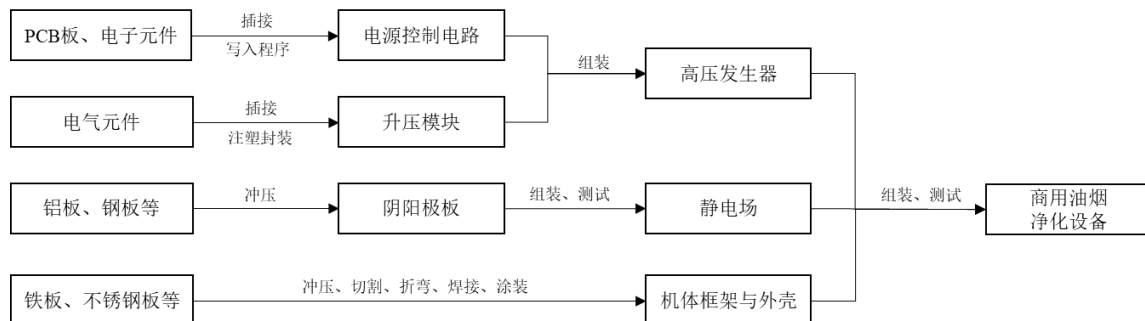 PCB板、电子元件
插接
写入程序
电源控制电路
组装
高压发生器
电气元件
插接
注塑封装
升压模块
铝板、钢板等
冲压
阴阳极板
组装、测试
静电场
组装、测试
商用油烟
净化设备
铁板、不锈钢板等
冲压、切割、折弯、焊接、涂装
机体框架与外壳